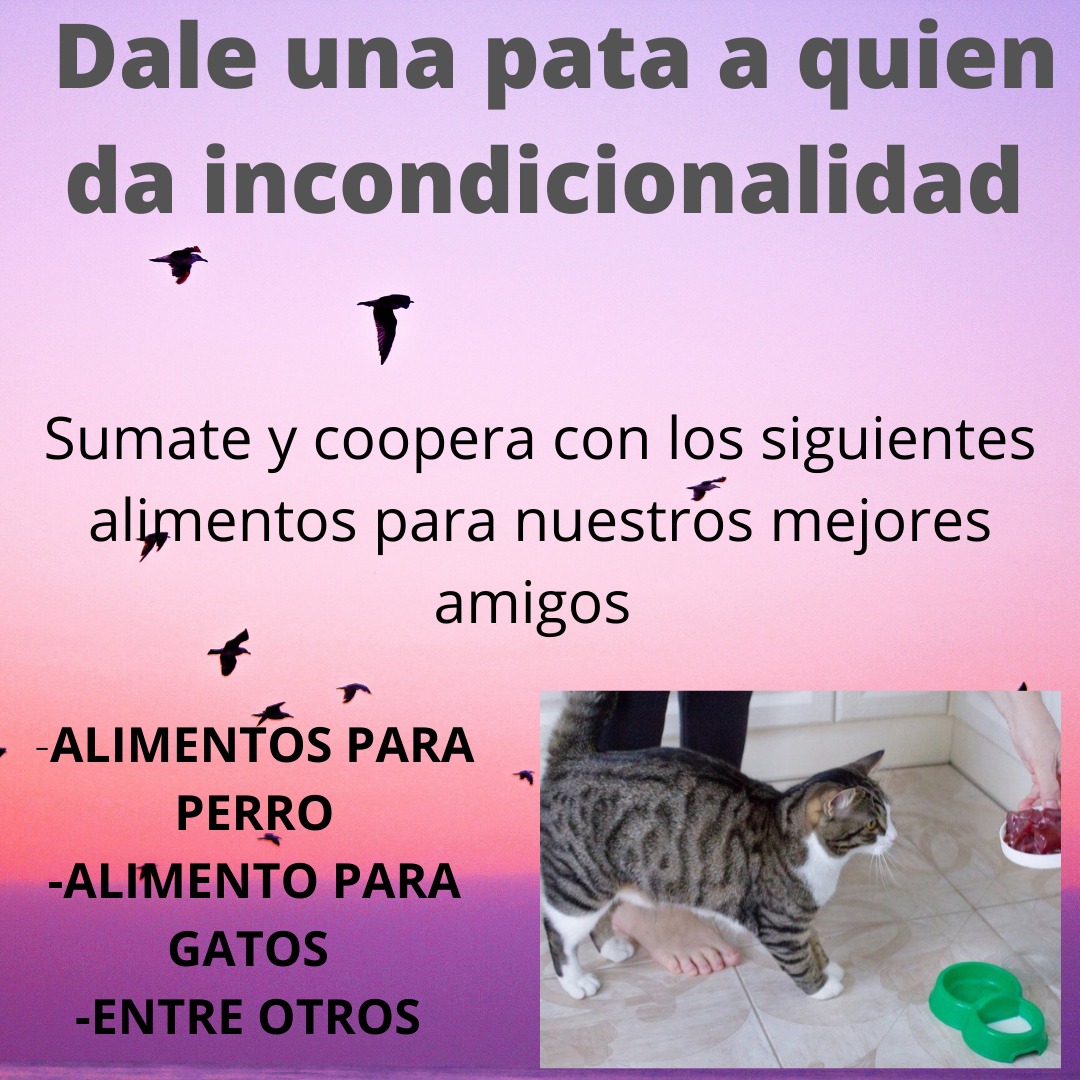 Dale una pata a quien
da incondicionalidad
Sumate y coopera con los siguientes
alimentos para nuestros mejores
amigos
-ALIMENTOS PARA
PERRO
-ALIMENTO PARA
GATOS
-ENTRE OTROS